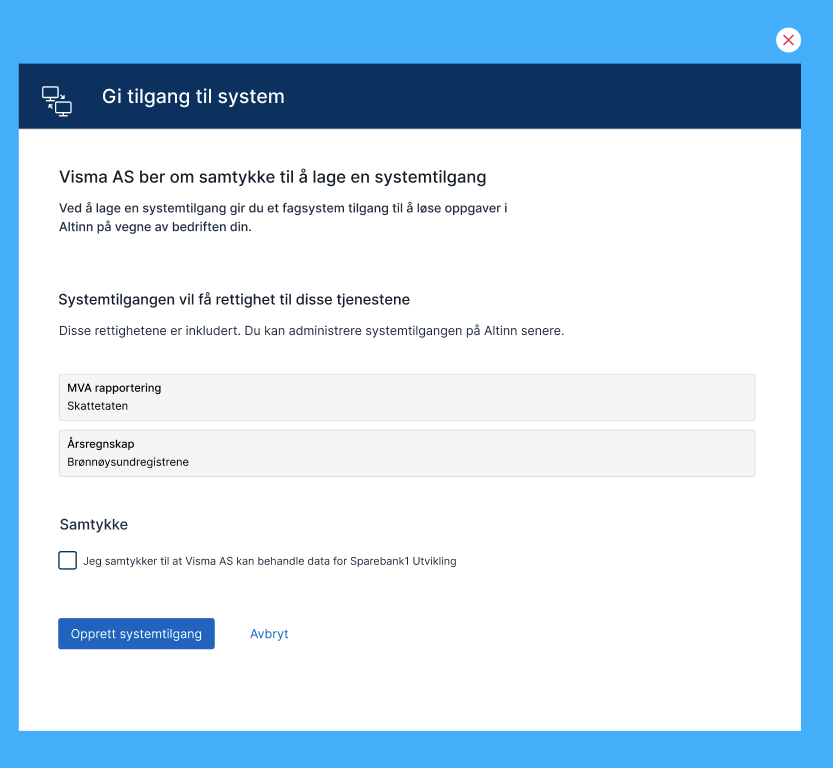 Gi tilgang til system
Visma AS ber om samtykke til å lage en systemtilgang
Ved å lage en systemtilgang gir du et fagsystem tilgang til å løse oppgaver i
Altinn på vegne av bedriften din.
Systemtilgangen vil få rettighet til disse tjenestene
Disse rettighetene er inkludert. Du kan administrere systemtilgangen på Altinn senere.
MVA rapportering
Skattetaten
Årsregnskap
Brønnøysundregistrene
Samtykke
Jeg samtykker til at Visma AS kan behandle data for Sparebank1 Utvikling
Opprett systemtilgang
Avbryt